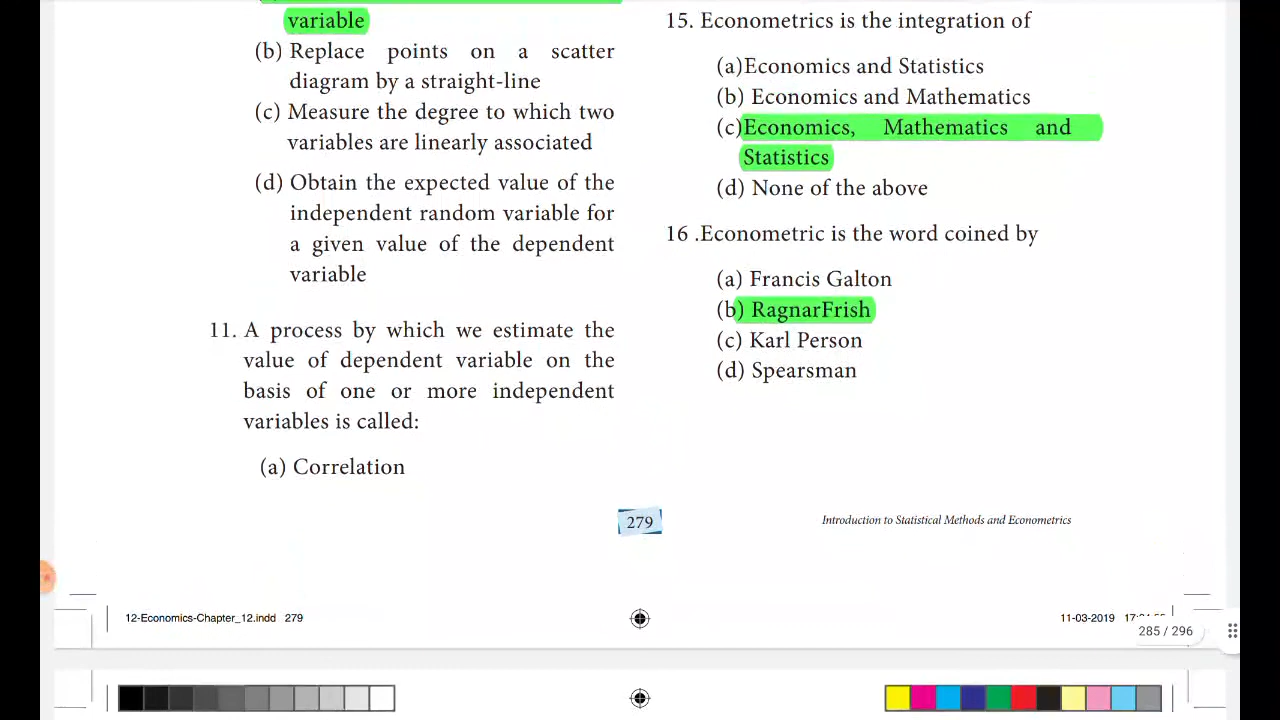 variable
(b) Replace points on a scatter
diagram by a straight-line
(c) Measure the degree to which two
variables are linearly associated
(d) Obtain the expected value of the
independent random variable for
a given value of the dependent
variable
11. A process by which we estimate the
value of dependent variable on the
basis of one or more independent
variables is called:
(a) Correlation
15. Econometrics is the integration of
(a)Economics and Statistics
(b) Economics and Mathematics
(c)Economics, Mathematics and
Statistics
(d) None of the above
16 .Econometric is the word coined by
(a) Francis Galton
(b) RagnarFrish
(c) Karl Person
(d) Spearsman
279
Introduction to Statistical Methods and Econometrics
12-Economics-Chapter_12.indd 279
11-03-2019
285 / 296